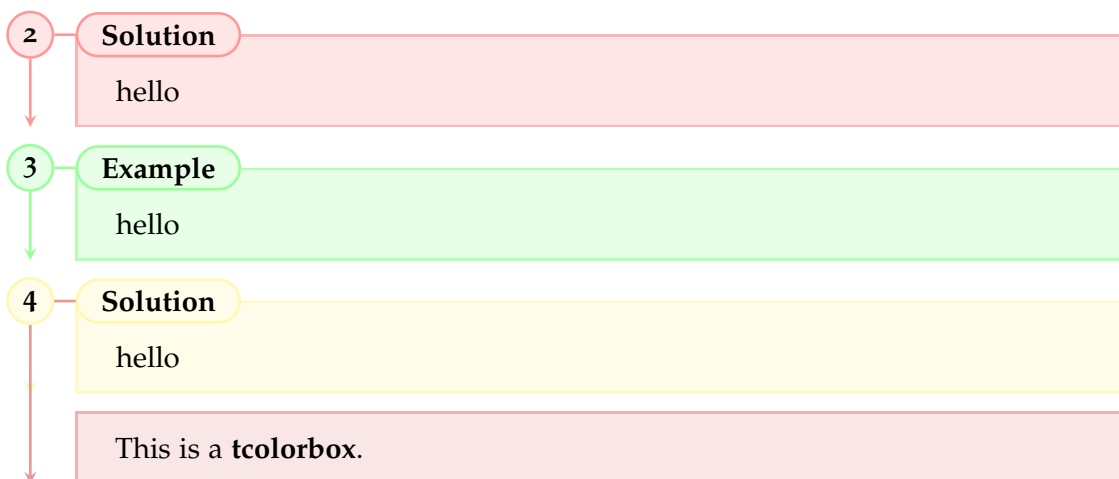 2 Solution
hello
3 Example
hello
4 Solution
hello
This is a tcolorbox.